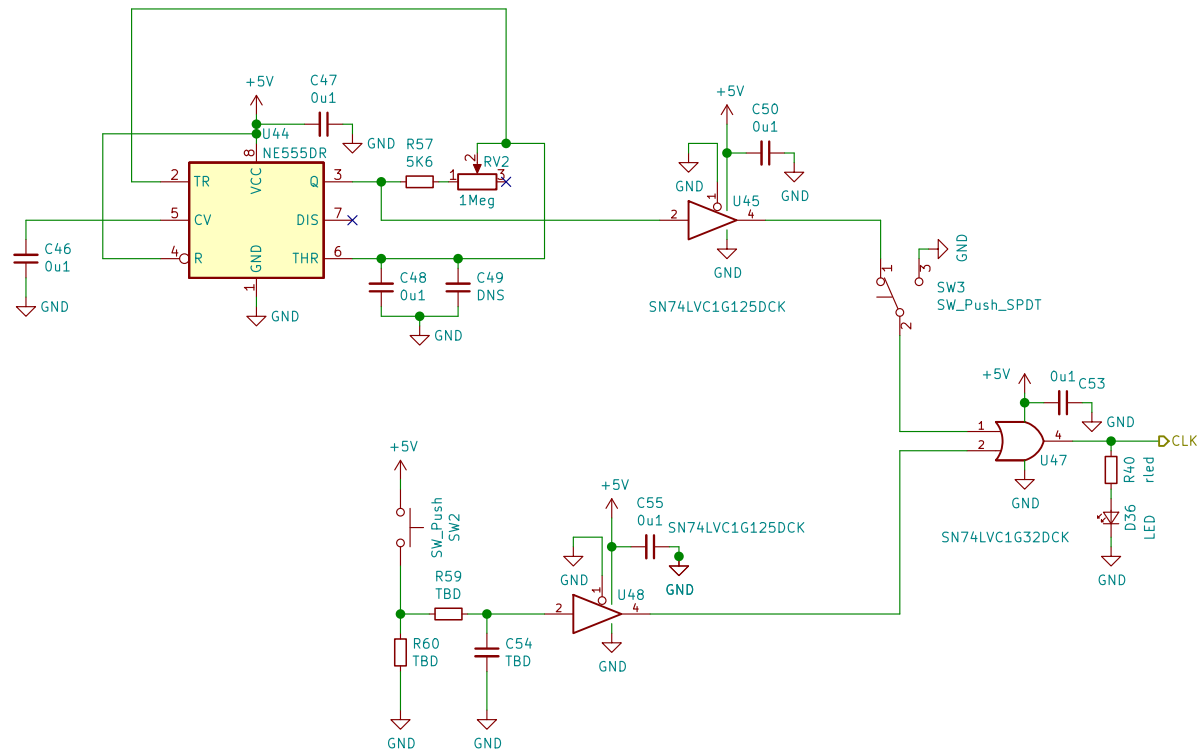 +5V
C47
0u1
GND
U44
NE555DR
8
VCC
2
TR
Q
3
5
CV
DIS
7
4
R
GND
THR
6
1
GND
C46
0u1
GND
R57
5K6
2
RV2
1
3
1Meg
C48
0u1
C49
DNS
GND
+5V
C50
0u1
GND
GND
1
U45
2
4
GND
SN74LVC1G125DCK
1
3
GND
SW3
SW_Push_SPDT
2
+5V
0u1
C53
GND
1
2
4
U47
GND
CLK
R40
rled
D36
LED
GND
SN74LVC1G32DCK
+5V
SW_Push
SW2
R59
TBD
R60
TBD
C54
TBD
GND
GND
+5V
C55
0u1
SN74LVC1G125DCK
GND
GND
1
U48
2
4
GND